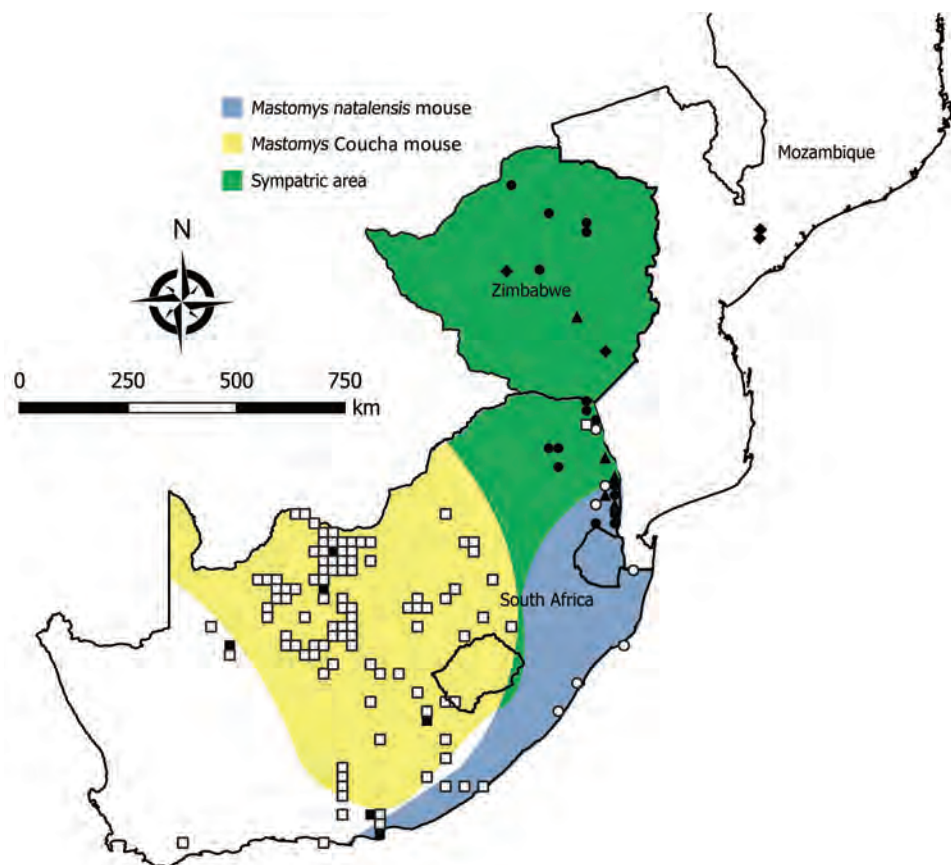 Mastomys natalensis mouse
Mastomys Coucha mouse
Sympatric area
Mozambique
N
Zimbabwe
0 250 500 750
km
South Africa